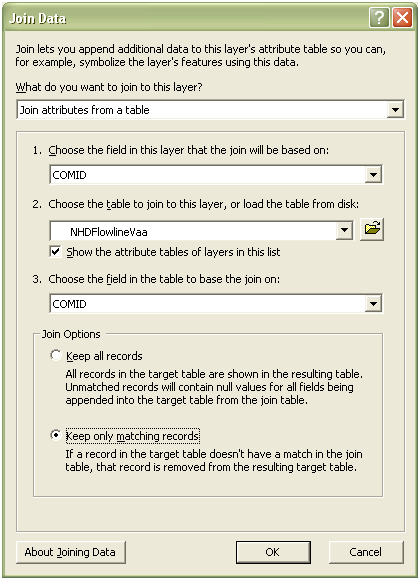 Join Data
Join lets you append additional data to this layer's attribute table so you can,
for example, symbolize the layer's features using this data.
What do you want to join to this layer?
Join attributes from a table
1. Choose the field in this layer that the join will be based on:
COMID
2. Choose the table to join to this layer, or load the table from disk:
NHDFlowlineVaa
Show the attribute tables of layers in this list
3. Choose the field in the table to base the join on:
COMID
Join Options
Keep all records
All records in the target table are shown in the resulting table.
Unmatched records will contain null values for all fields being
appended into the target table from the join table.
Keep only matching records
If a record in the target table doesn't have a match in the join
table, that record is removed from the resulting target table.
About Joining Data
OK
Cancel